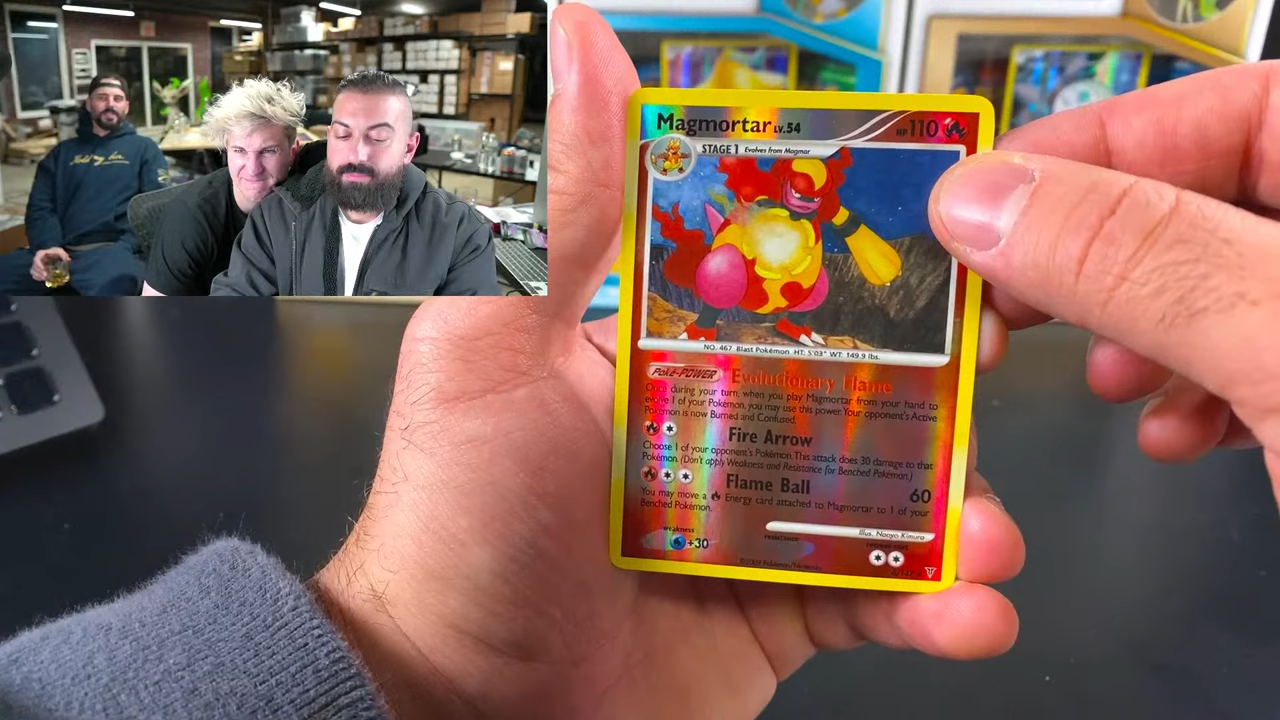 Magmortar LV.54
HP 110
STAGE 1 Evolves from Magmar
NO. 467 Blast Pokémon HT: 5'03" WT: 149.9 lbs.
Poké-POWER Evolutionary Flame
Once during your turn, when you play Magmortar from your hand to
evolve 1 of your Pokémon, you may use this power. Your opponent's Active
Pokémon is now Burned and Confused.
Fire Arrow
Choose 1 of your opponent's Pokémon. This attack does 30 damage to that
Pokémon. (Don't apply Weakness and Resistance for Benched Pokémon.)
Flame Ball 60
You may move a Energy card attached to Magmortar to 1 of your
Benched Pokémon.
weakness
+30
resistance
Illus. Naoyo Kimura
retreat cost